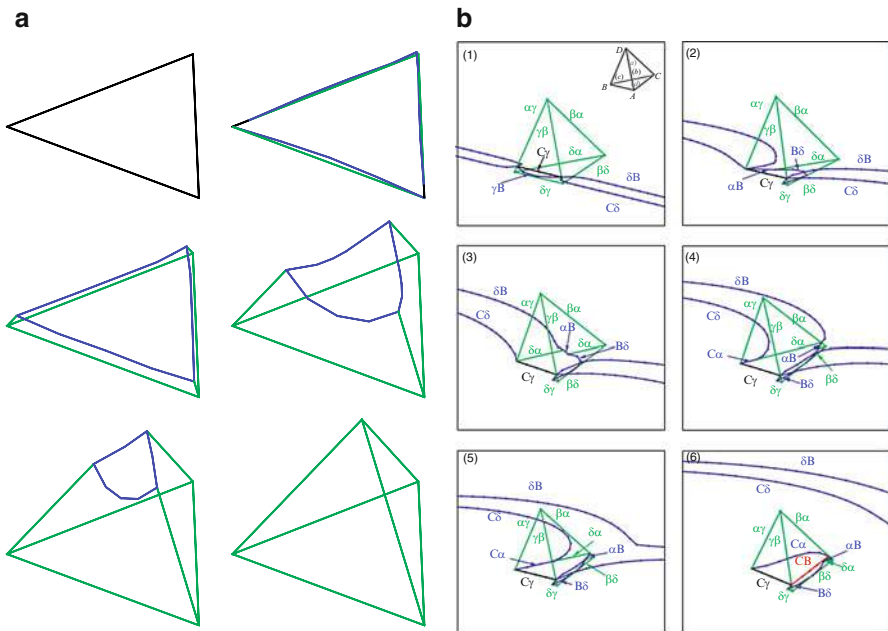 a
b
(1)
D
(a)
(b)
(c)
C
B
(d)
A
αγ
βα
γβ
Cγ
δα
βδ
γB
δγ
δB
Cδ
(2)
αγ
βα
γβ
Bδ
δα
δB
αB
Cγ
βδ
δγ
Cδ
(3)
δB
αγ
βα
Cδ
γβ
αB
δα
Bδ
Cγ
βδ
δγ
(4)
δB
αγ
βα
Cδ
γβ
δα
Cα
αB
Cγ
βδ
δγ
Bδ
(5)
δB
Cδ
αγ
βα
γβ
δα
Cα
αB
Cγ
βδ
Bδ
δγ
(6)
δB
Cδ
αγ
βα
γβ
Cα
αB
CB
δα
Cγ
βδ
δγ
Bδ